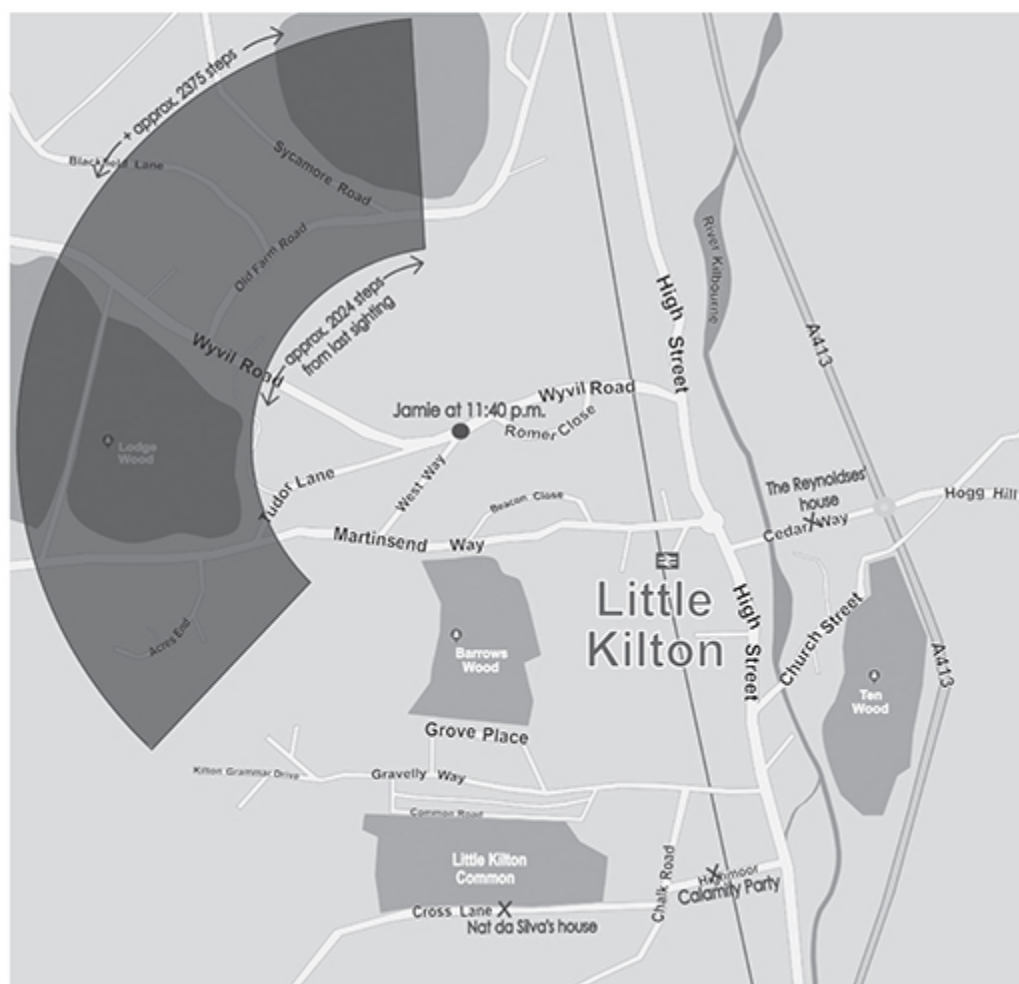 + approx. 2375 steps
Blackfield Lane
Sycamore Road
Old Farm Road
approx. 2024 steps
from last sighting
Wyvil Road
High Street
River Kilbourne
A413
Jamie at 11:40 p.m.
Wyvil Road
Romer Close
Lodge
Wood
Tudor Lane
West Way
Beacon Close
The Reynoldses'
house
Cedar Way
Hogg Hill
Martinsend Way
Little
Kilton
High Street
Church Street
A413
Acres End
Barrows
Wood
Ten
Wood
Grove Place
Kilton Grammar Drive
Gravelly Way
Common Road
Little Kilton
Common
Chalk Road
Highmoor
Calamity Party
Cross Lane
Nat da Silva's house